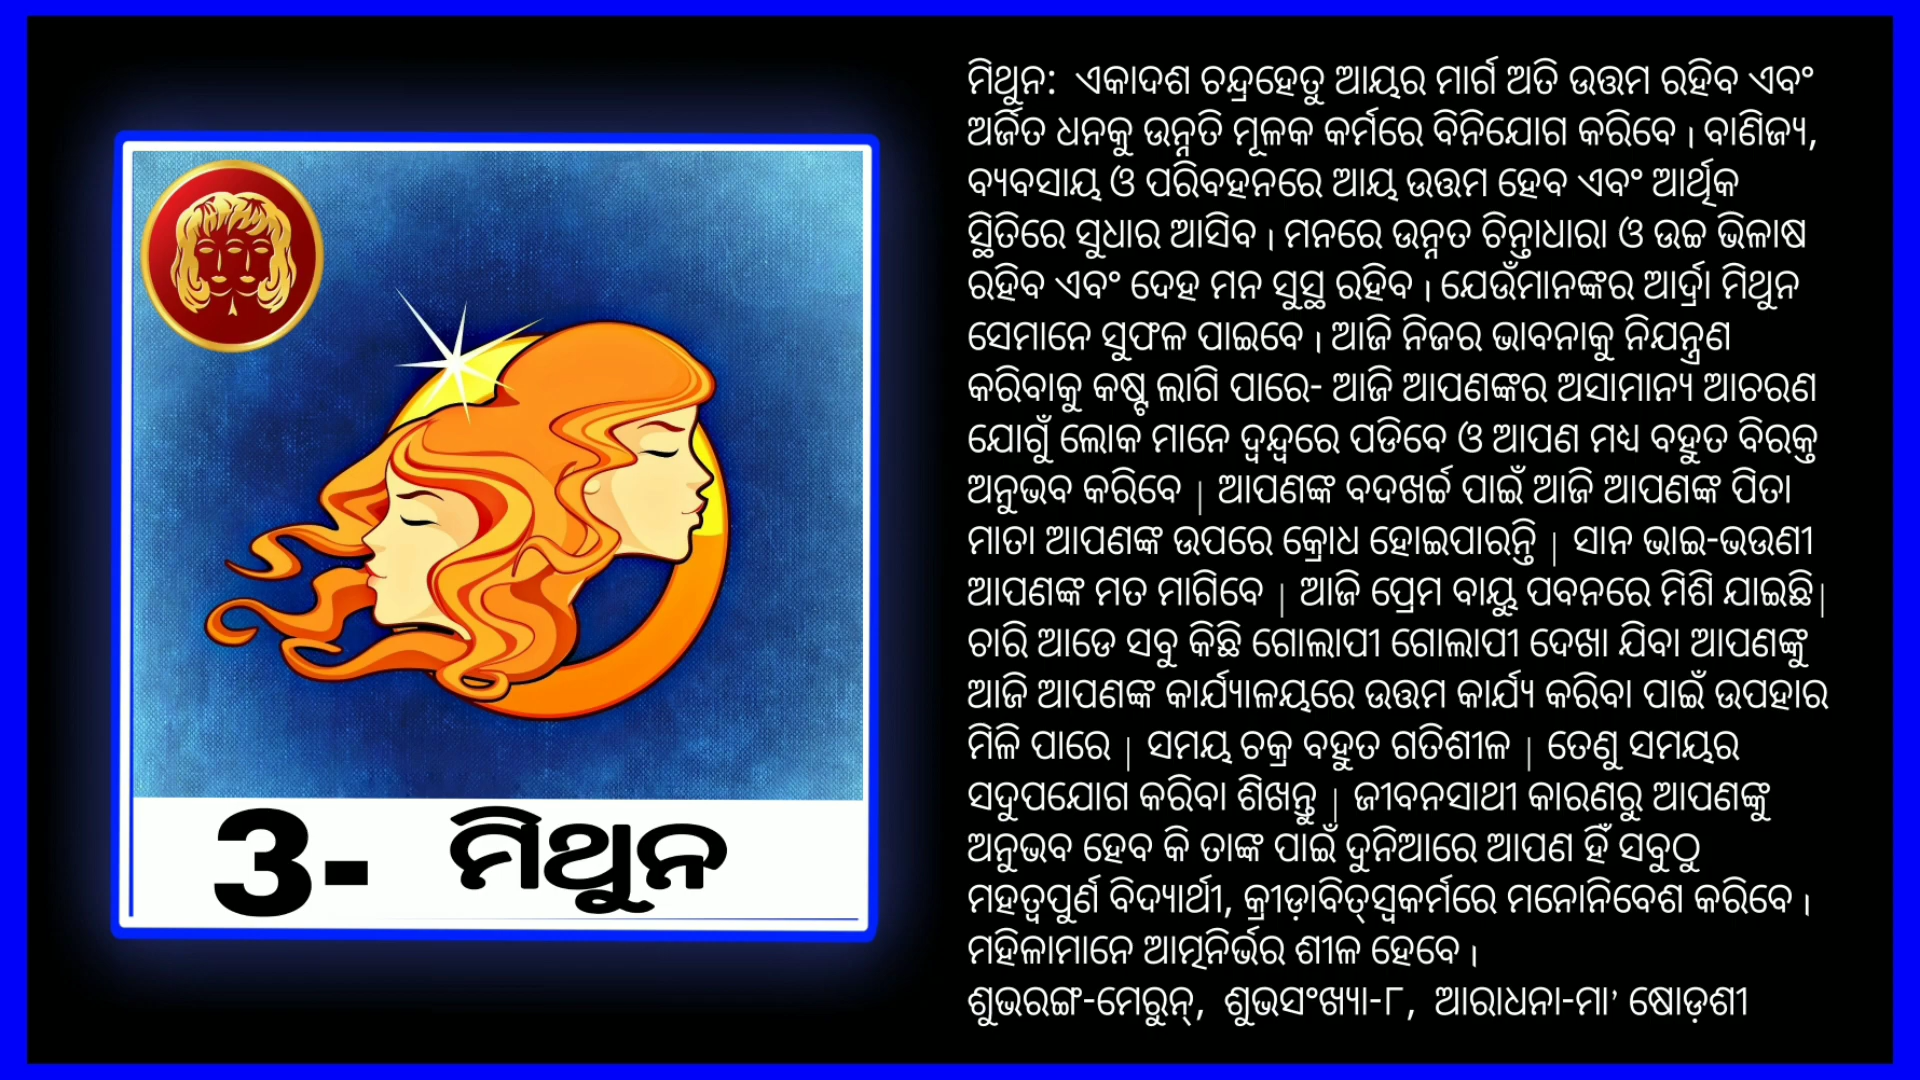 ମିଥୁନ:  ଏକାଦଶ ଚନ୍ଦ୍ରହେତୁ ଆୟର ମାର୍ଗ ଅତି ଉତ୍ତମ ରହିବ ଏବଂ
ଅର୍ଜିତ ଧନକୁ ଉନ୍ନତି ମୂଳକ କର୍ମରେ ବିନିଯୋଗ କରିବେ । ବାଣିଜ୍ୟ,
ବ୍ୟବସାୟ ଓ ପରିବହନରେ ଆୟ ଉତ୍ତମ ହେବ ଏବଂ ଆର୍ଥିକ
ସ୍ଥିତିରେ ସୁଧାର ଆସିବ । ମନରେ ଉନ୍ନତ ଚିନ୍ତାଧାରା ଓ ଉଚ୍ଚ ଭିଳାଷ
ରହିବ ଏବଂ ଦେହ ମନ ସୁସ୍ଥ ରହିବ । ଯେଉଁମାନଙ୍କର ଆର୍ଦ୍ରା ମିଥୁନ
ସେମାନେ ସୁଫଳ ପାଇବେ । ଆଜି ନିଜର ଭାବନାକୁ ନିଯନ୍ତ୍ରଣ
କରିବାକୁ କଷ୍ଟ ଲାଗି ପାରେ- ଆଜି ଆପଣଙ୍କର ଅସାମାନ୍ୟ ଆଚରଣ
ଯୋଗୁଁ ଲୋକ ମାନେ ଦ୍ୱନ୍ଦ୍ୱରେ ପଡିବେ ଓ ଆପଣ ମଧ୍ୟ ବହୁତ ବିରକ୍ତ
ଅନୁଭବ କରିବେ | ଆପଣଙ୍କ ବଦଖର୍ଚ୍ଚ ପାଇଁ ଆଜି ଆପଣଙ୍କ ପିତା
ମାତା ଆପଣଙ୍କ ଉପରେ କ୍ରୋଧ ହୋଇପାରନ୍ତି | ସାନ ଭାଇ-ଭଉଣୀ
ଆପଣଙ୍କ ମତ ମାଗିବେ | ଆଜି ପ୍ରେମ ବାୟୁ ପବନରେ ମିଶି ଯାଇଛି|
ଚାରି ଆଡେ ସବୁ କିଛି ଗୋଲାପୀ ଗୋଲାପୀ ଦେଖା ଯିବା ଆପଣଙ୍କୁ
ଆଜି ଆପଣଙ୍କ କାର୍ଯ୍ୟାଳୟରେ ଉତ୍ତମ କାର୍ଯ୍ୟ କରିବା ପାଇଁ ଉପହାର
ମିଳି ପାରେ | ସମୟ ଚକ୍ର ବହୁତ ଗତିଶୀଳ | ତେଣୁ ସମୟର
ସଦୁପଯୋଗ କରିବା ଶିଖନ୍ତୁ | ଜୀବନସାଥୀ କାରଣରୁ ଆପଣଙ୍କୁ
ଅନୁଭବ ହେବ କି ତାଙ୍କ ପାଇଁ ଦୁନିଆରେ ଆପଣ ହିଁ ସବୁଠୁ
ମହତ୍ୱପୁର୍ଣ ବିଦ୍ୟାର୍ଥୀ, କ୍ରୀଡ଼ାବିତ୍‌ସ୍ୱକର୍ମରେ ମନୋନିବେଶ କରିବେ ।
ମହିଳାମାନେ ଆତ୍ମନିର୍ଭର ଶୀଳ ହେବେ ।
ଶୁଭରଙ୍ଗ-ମେରୁନ୍,  ଶୁଭସଂଖ୍ୟା-୮,  ଆରାଧନା-ମା’ ଷୋଡ଼ଶୀ
3-  ମିଥୁନ